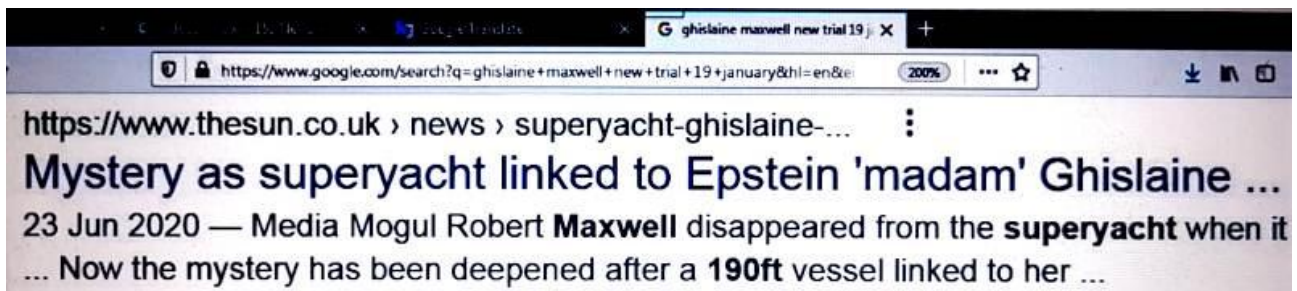 G ghislaine maxwell new trial 19 j
https://www.google.com/search?q=ghislaine+maxwell+new+trial+19+january&hl=en&e
200%
https://www.thesun.co.uk › news › superyacht-ghislaine-...
Mystery as superyacht linked to Epstein 'madam' Ghislaine ...
23 Jun 2020 — Media Mogul Robert Maxwell disappeared from the superyacht when it
... Now the mystery has been deepened after a 190ft vessel linked to her ...